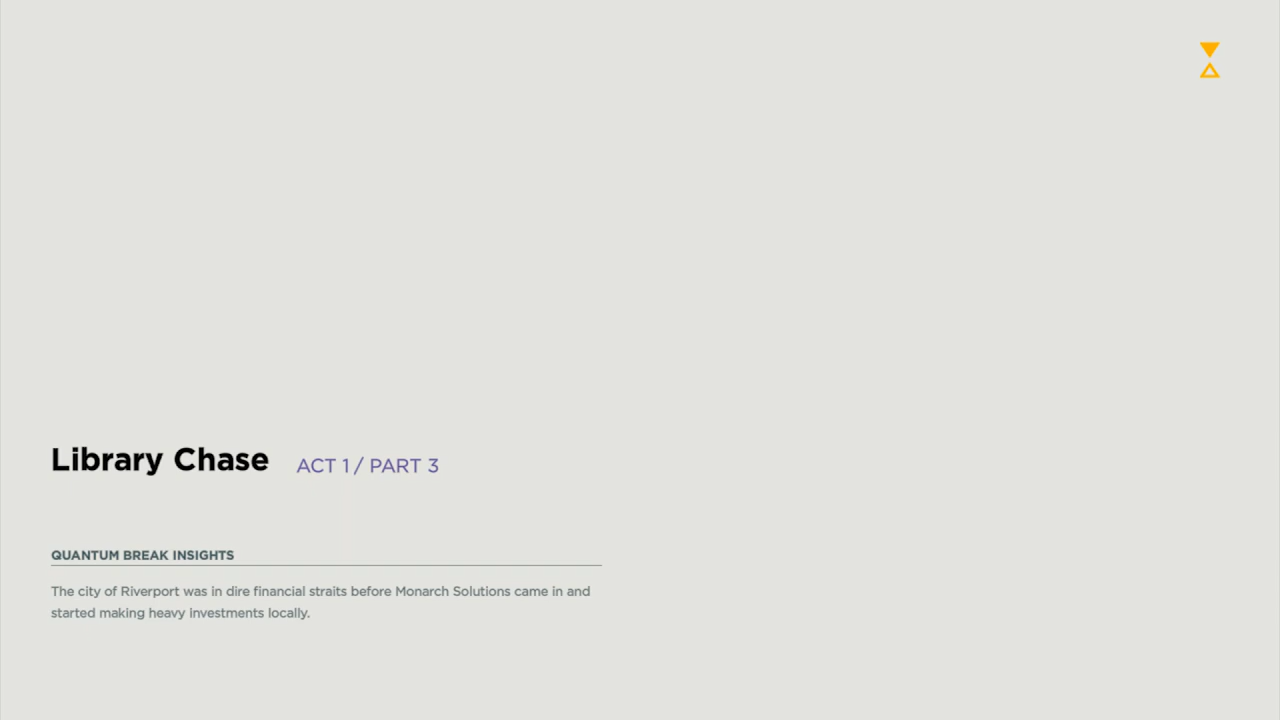 Library Chase ACT 1 / PART 3
QUANTUM BREAK INSIGHTS
The city of Riverport was in dire financial straits before Monarch Solutions came in and
started making heavy investments locally.